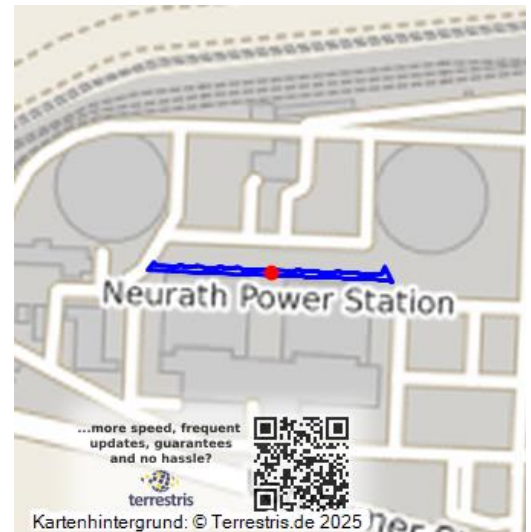 Neurath Power Station
...more speed, frequent
updates, guarantees
and no hassle?
terrestris
Kartenhintergrund: © Terrestris.de 2025